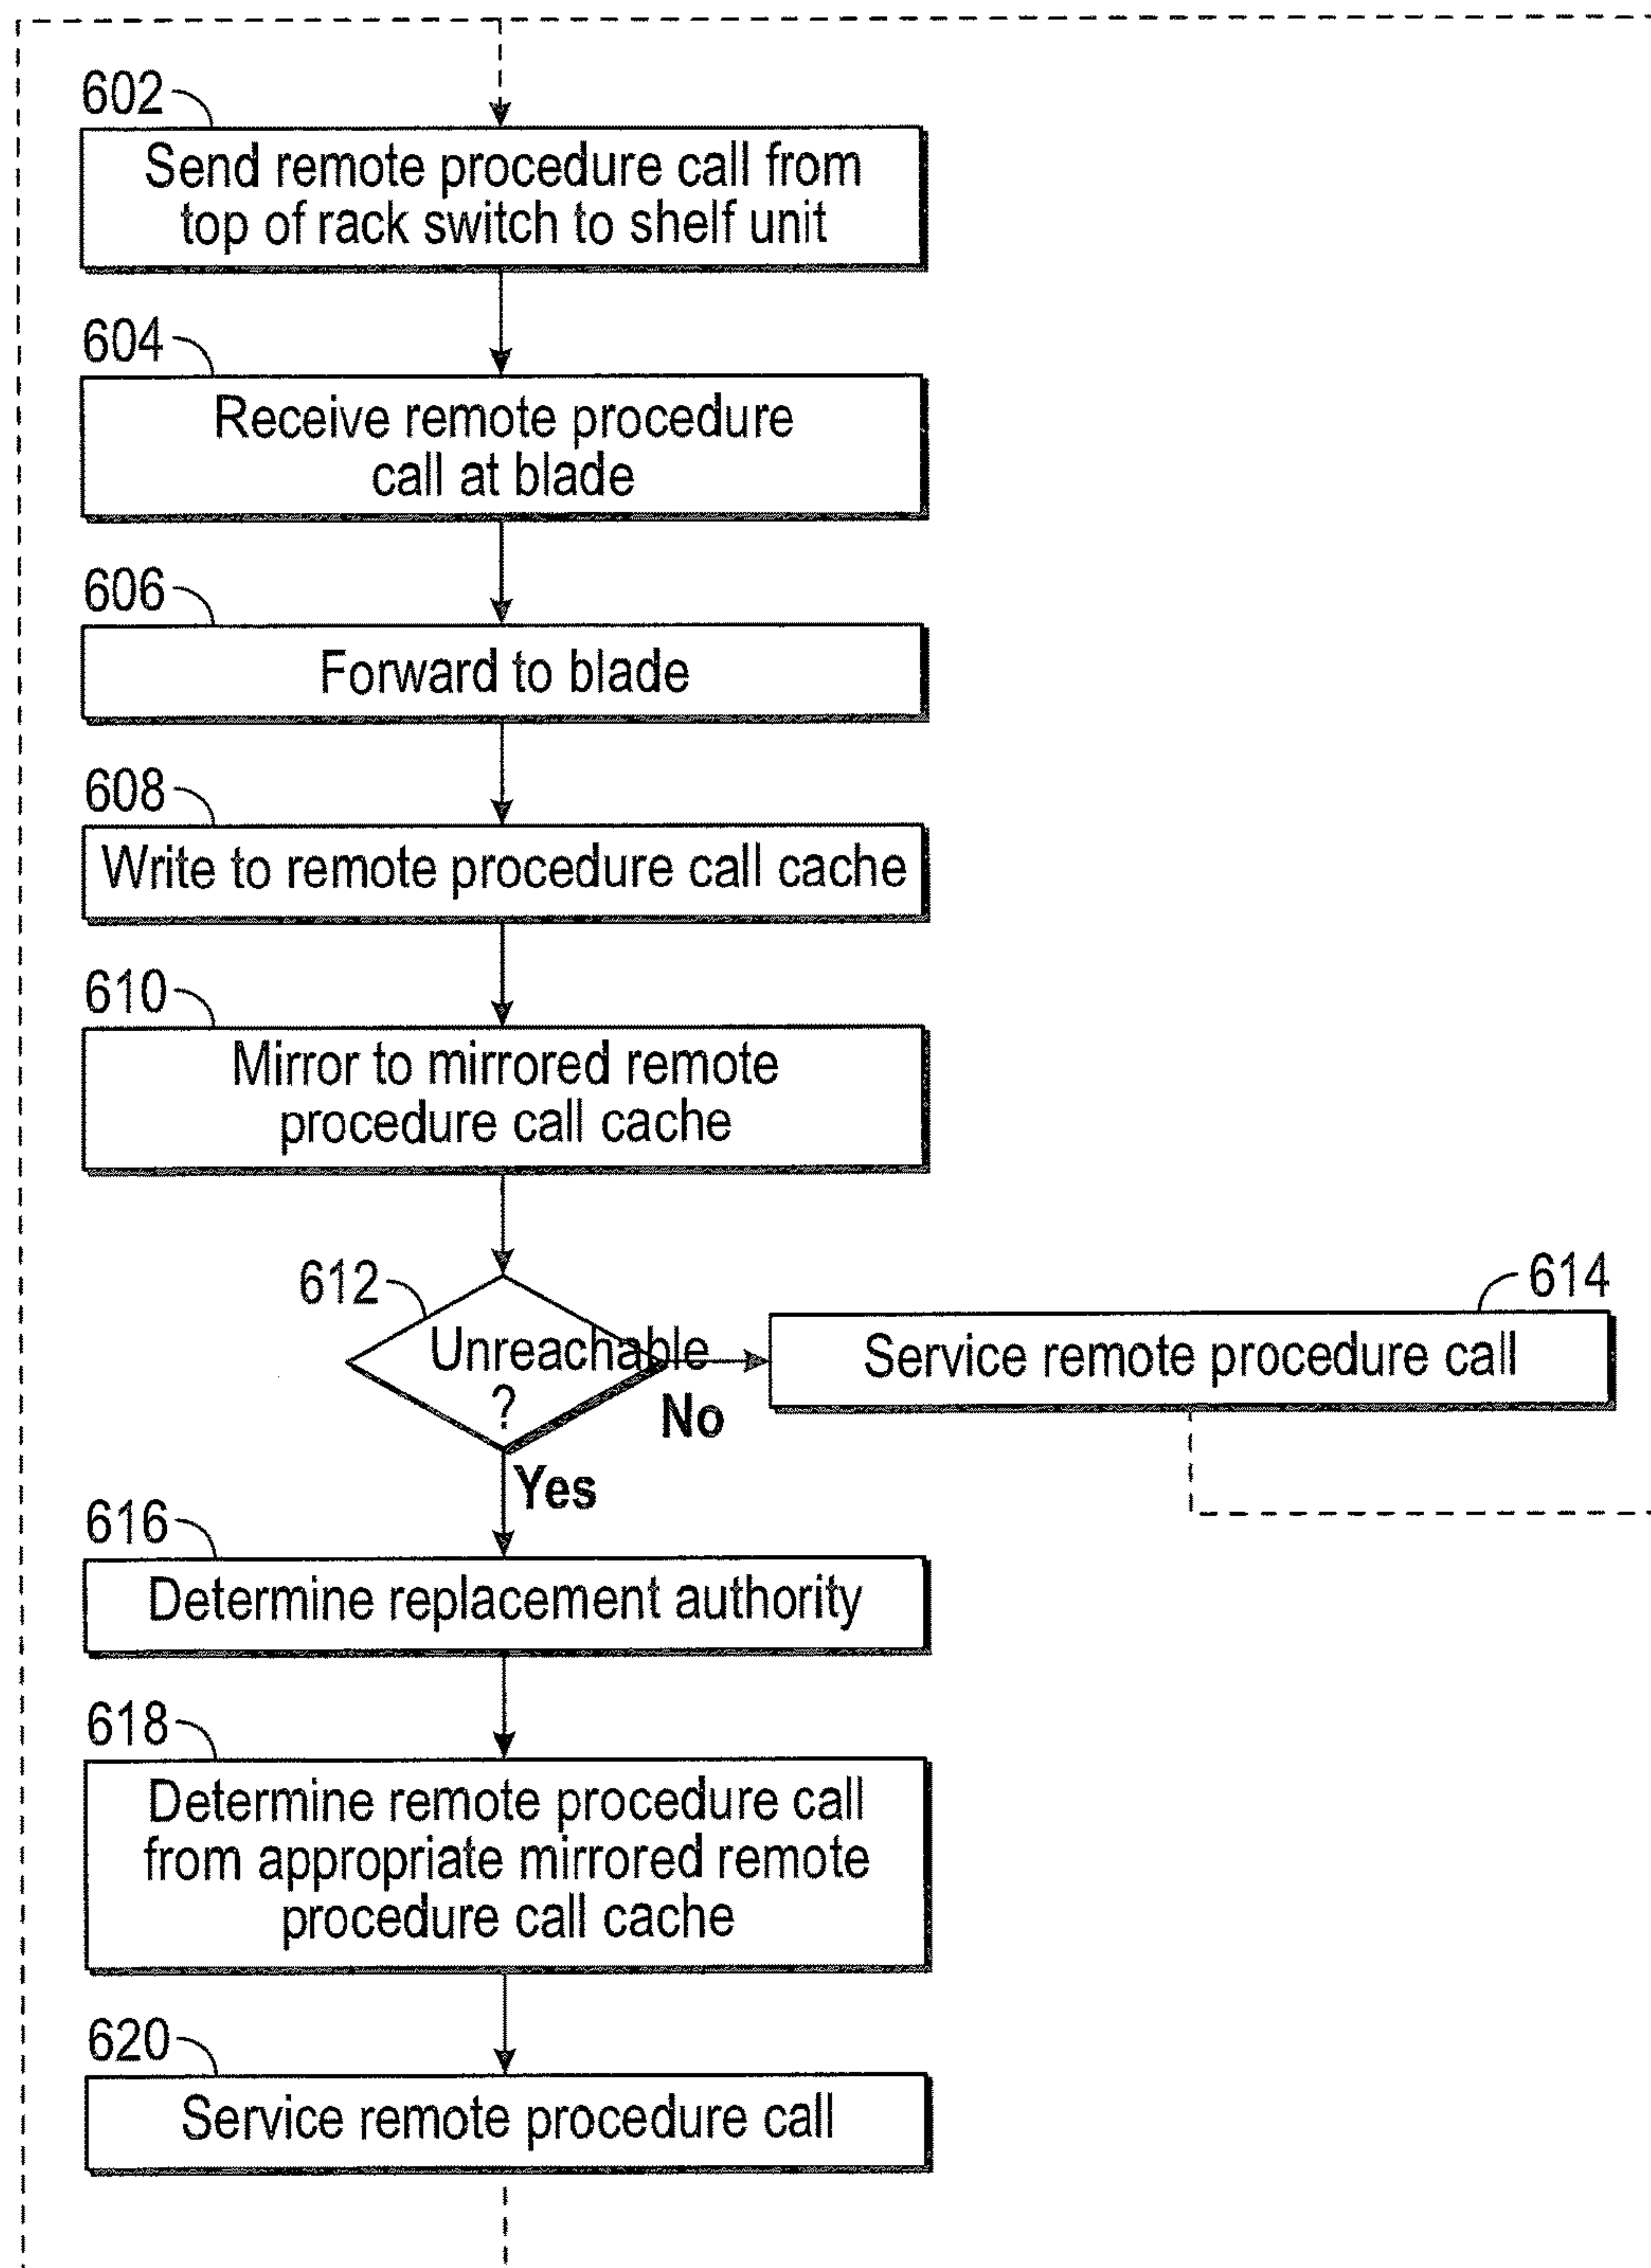 602
Send remote procedure call from
top of rack switch to shelf unit
604
Receive remote procedure
call at blade
606
Forward to blade
608
Write to remote procedure call cache
610
Mirror to mirrored remote
procedure call cache
612
Unreachable
?
No
614
Service remote procedure call
Yes
616
Determine replacement authority
618
Determine remote procedure call
from appropriate mirrored remote
procedure call cache
620
Service remote procedure call